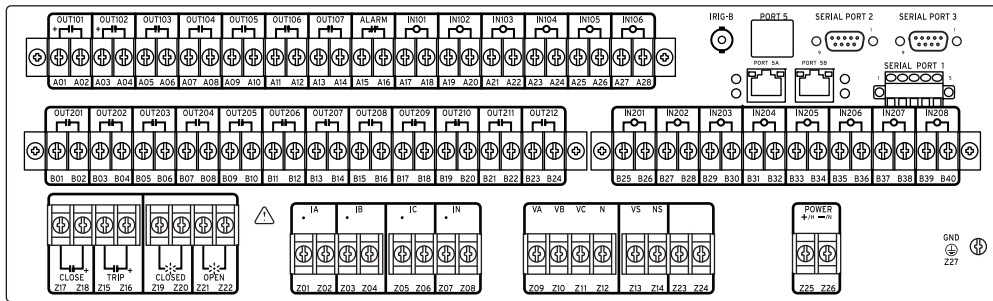 OUT101 OUT102 OUT103 OUT104 OUT105 OUT106 OUT107 ALARM IN101 IN102 IN103 IN104 IN105 IN106
+ +
A01 A02 A03 A04 A05 A06 A07 A08 A09 A10 A11 A12 A13 A14 A15 A16 A17 A18 A19 A20 A21 A22 A23 A24 A25 A26 A27 A28
IRIG-B PORT 5 SERIAL PORT 2 SERIAL PORT 3
1 1
9 9
PORT 5A PORT 5B SERIAL PORT 1
1 5
OUT201 OUT202 OUT203 OUT204 OUT205 OUT206 OUT207 OUT208 OUT209 OUT210 OUT211 OUT212
B01 B02 B03 B04 B05 B06 B07 B08 B09 B10 B11 B12 B13 B14 B15 B16 B17 B18 B19 B20 B21 B22 B23 B24
IN201 IN202 IN203 IN204 IN205 IN206 IN207 IN208
B25 B26 B27 B28 B29 B30 B31 B32 B33 B34 B35 B36 B37 B38 B39 B40
+ +
CLOSE TRIP CLOSED OPEN
Z17 Z18 Z15 Z16 Z19 Z20 Z21 Z22
IA IB IC IN
Z01 Z02 Z03 Z04 Z05 Z06 Z07 Z08
VA VB VC N VS NS
Z09 Z10 Z11 Z12 Z13 Z14 Z23 Z24
POWER
+/H −/N
Z25 Z26
GND
Z27